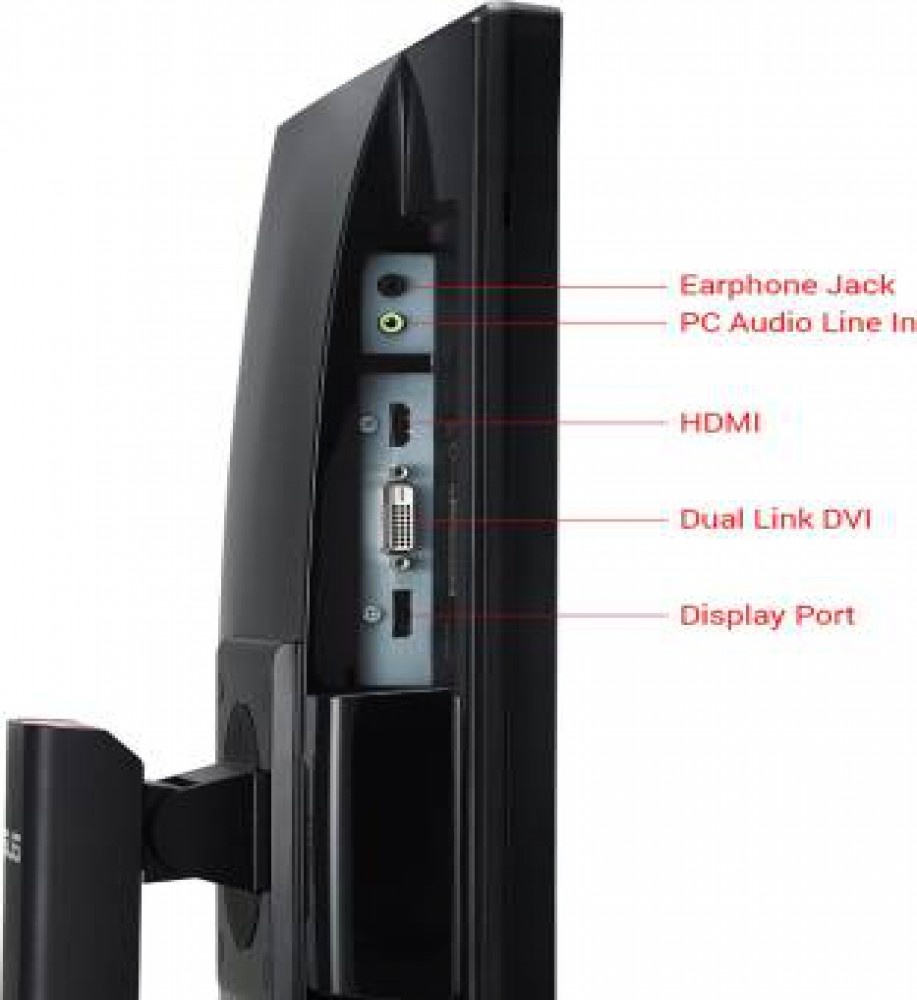 Earphone Jack
PC Audio Line In
HDMI
Dual Link DVI
Display Port